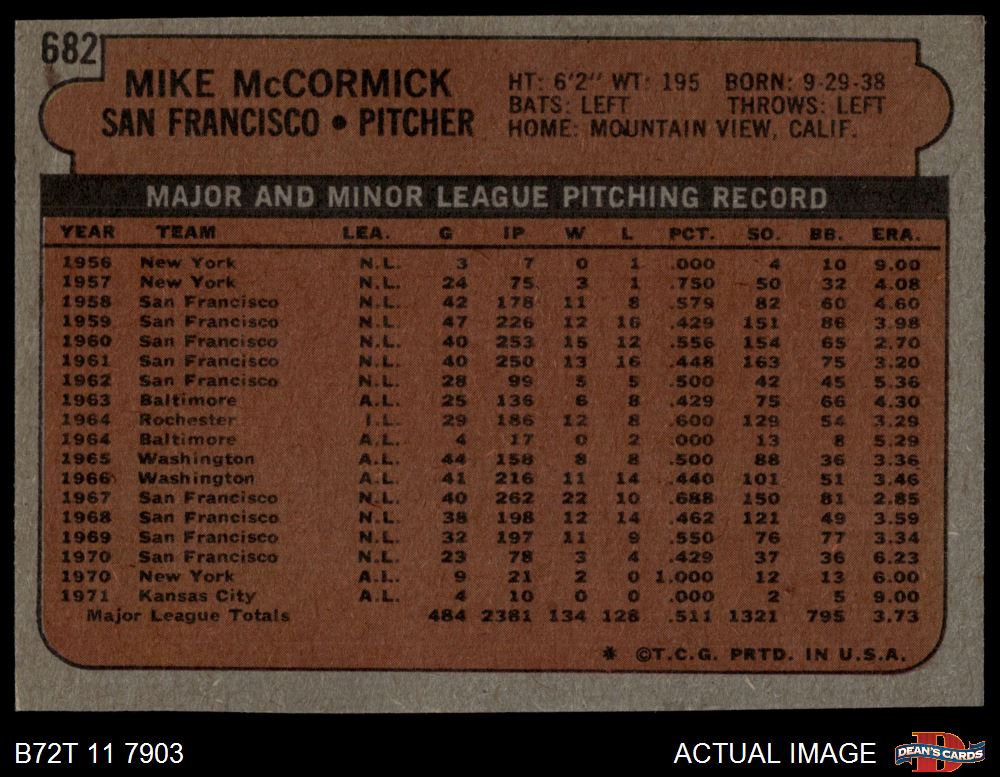 682
MIKE McCORMICK
SAN FRANCISCO • PITCHER
HT: 6'2" WT: 195 BORN: 9-29-38
BATS: LEFT THROWS: LEFT
HOME: MOUNTAIN VIEW, CALIF.
MAJOR AND MINOR LEAGUE PITCHING RECORD
YEAR TEAM LEA. G IP W L PCT. SO. BB. ERA.
1956 New York N.L. 3 7 0 1 .000 4 10 9.00
1957 New York N.L. 24 75 3 1 .750 50 32 4.08
1958 San Francisco N.L. 42 178 11 8 .579 82 60 4.60
1959 San Francisco N.L. 47 226 12 16 .429 151 86 3.98
1960 San Francisco N.L. 40 253 15 12 .556 154 65 2.70
1961 San Francisco N.L. 40 250 13 16 .448 163 75 3.20
1962 San Francisco N.L. 28 99 5 5 .500 42 45 5.36
1963 Baltimore A.L. 25 136 6 8 .429 75 66 4.30
1964 Rochester I.L. 29 186 12 8 .600 129 54 3.29
1964 Baltimore A.L. 4 17 0 2 .000 13 8 5.29
1965 Washington A.L. 44 158 8 8 .500 88 36 3.36
1966 Washington A.L. 41 216 11 14 .440 101 51 3.46
1967 San Francisco N.L. 40 262 22 10 .688 150 81 2.85
1968 San Francisco N.L. 38 198 12 14 .462 121 49 3.59
1969 San Francisco N.L. 32 197 11 9 .550 76 77 3.34
1970 San Francisco N.L. 23 78 3 4 .429 37 36 6.23
1970 New York A.L. 9 21 2 0 1.000 12 13 6.00
1971 Kansas City A.L. 4 10 0 0 .000 2 5 9.00
Major League Totals 484 2381 134 128 .511 1321 795 3.73
* ©T.C.G. PRTD. IN U.S.A.
B72T 11 7903
ACTUAL IMAGE
D
DEAN'S CARDS